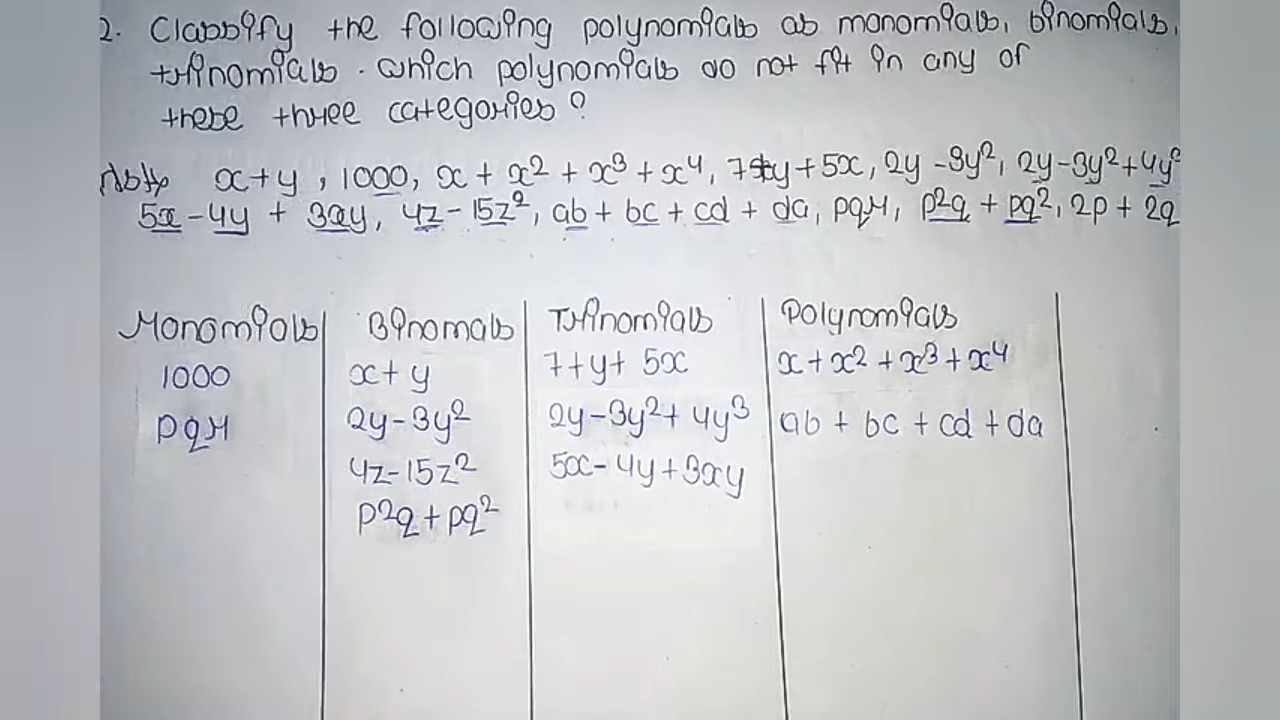 2. Classify the following polynomials as monomials, binomials,
trinomials. Which polynomials do not fit in any of
these three categories?
x+y, 1000, x + x² + x³ + x⁴, 7+y+5x, 2y-3y², 2y-3y²+4y³
5x-4y + 3xy, 4z-15z², ab + bc + cd + da, pqr, p²q + pq², 2p + 2q
Monomials Binomals Trinomials Polynomials
1000 x+y 7+y+5x x+x²+x³+x⁴
pqr 2y-3y² 2y-3y²+4y³ ab + bc + cd + da
4z-15z² 5x-4y+3xy
p²q+pq²